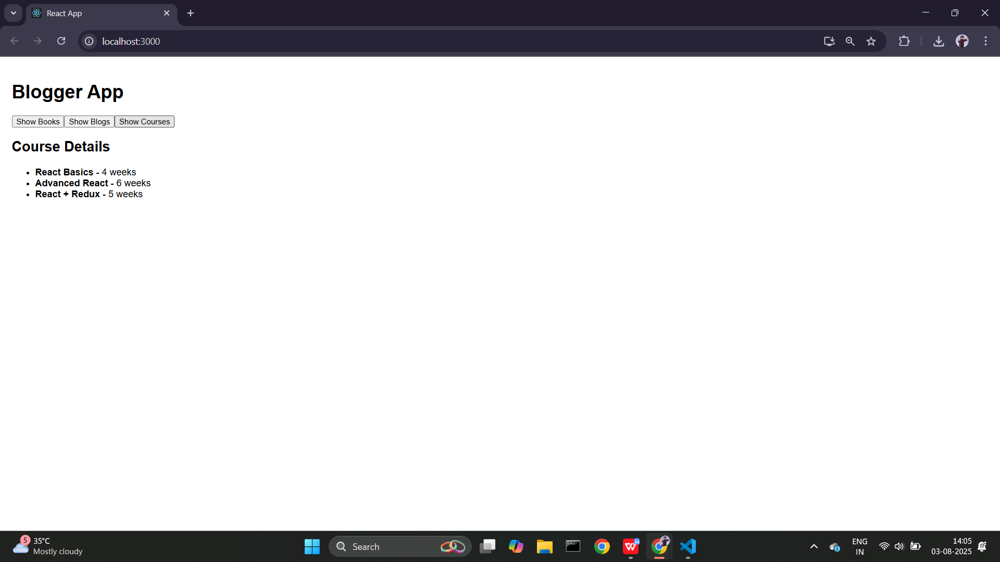 React App
localhost:3000
Blogger App
Show Books Show Blogs Show Courses
Course Details
• React Basics - 4 weeks
• Advanced React - 6 weeks
• React + Redux - 5 weeks
5
35°C
Mostly cloudy
Search
ENG
IN
14:05
03-08-2025